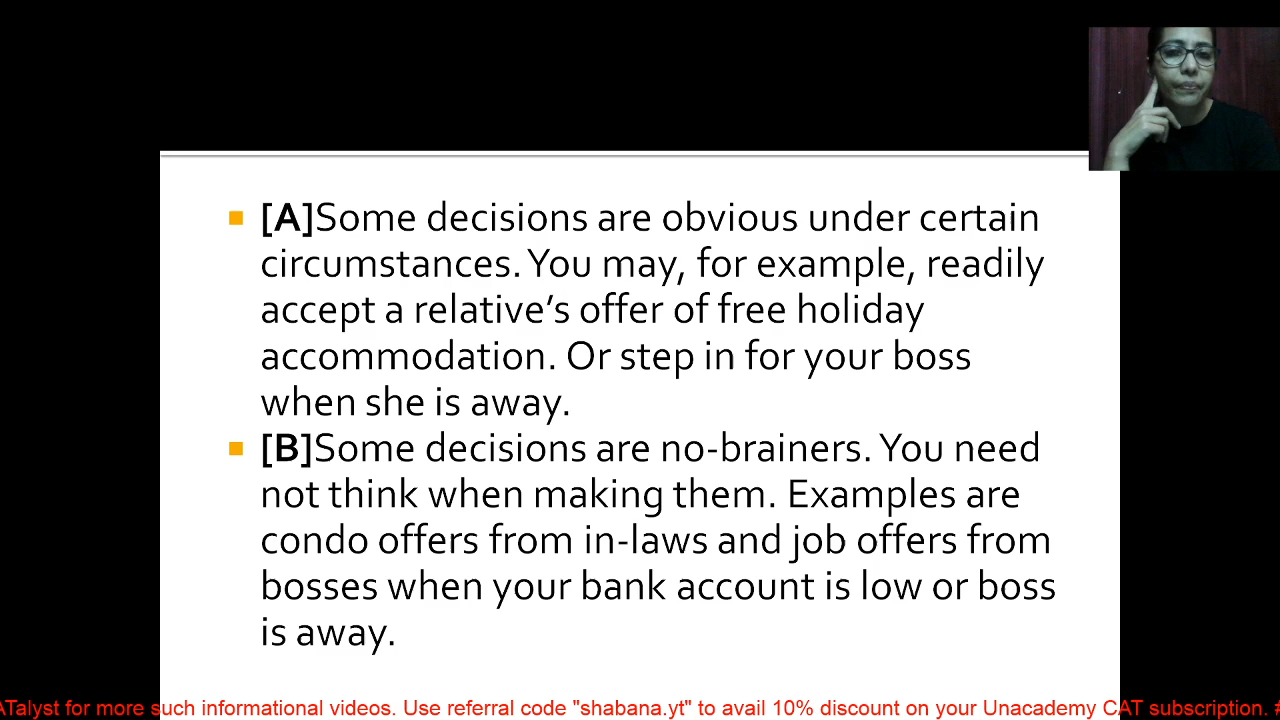 [A]Some decisions are obvious under certain
circumstances. You may, for example, readily
accept a relative’s offer of free holiday
accommodation. Or step in for your boss
when she is away.
[B]Some decisions are no-brainers. You need
not think when making them. Examples are
condo offers from in-laws and job offers from
bosses when your bank account is low or boss
is away.
ATalyst for more such informational videos. Use referral code "shabana.yt" to avail 10% discount on your Unacademy CAT subscription. #